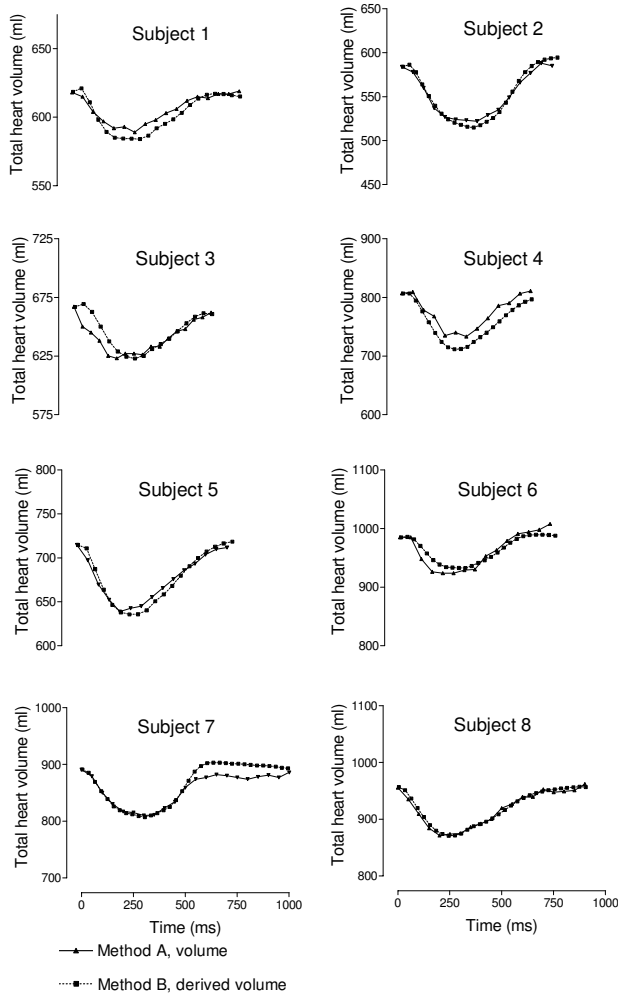 Subject 1
Total heart volume (ml)
650
600
550
Subject 2
Total heart volume (ml)
600
550
500
450
Subject 3
Total heart volume (ml)
725
675
625
575
Subject 4
Total heart volume (ml)
900
800
700
600
Subject 5
Total heart volume (ml)
800
750
700
650
600
Subject 6
Total heart volume (ml)
1100
1000
900
800
Subject 7
Total heart volume (ml)
1000
900
800
700
0 250 500 750 1000
Time (ms)
Subject 8
Total heart volume (ml)
1100
1000
900
800
0 250 500 750 1000
Time (ms)
Method A, volume
Method B, derived volume